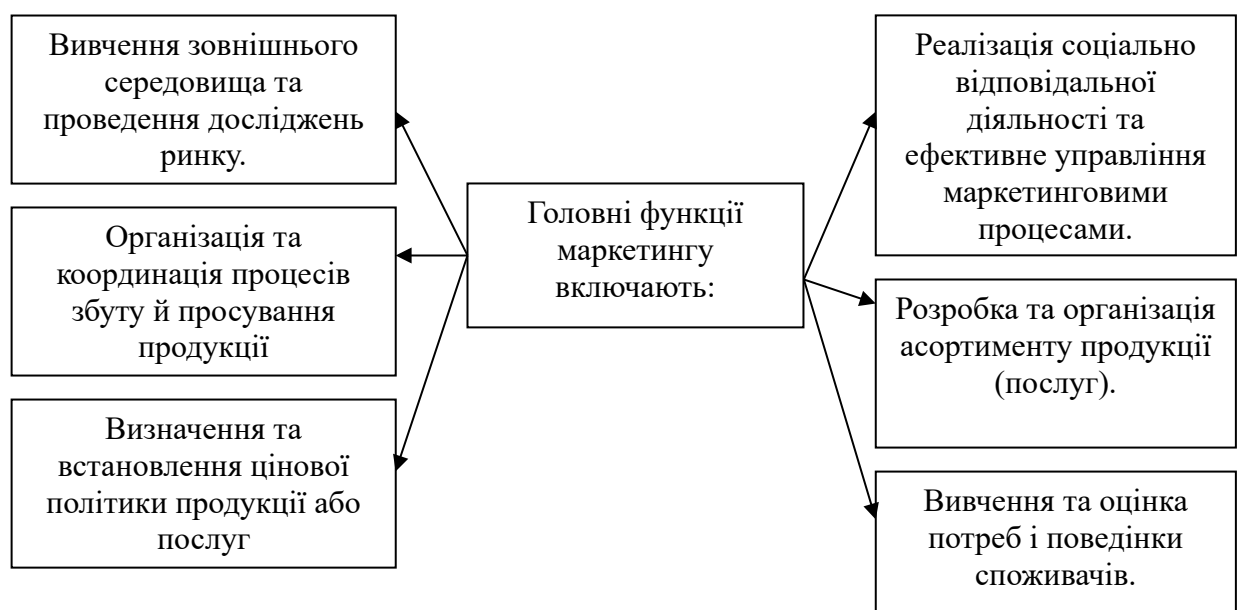 Вивчення зовнішнього
середовища та
проведення досліджень
ринку.
Організація та
координація процесів
збуту й просування
продукції
Визначення та
встановлення цінової
політики продукції або
послуг
Головні функції
маркетингу
включають:
Реалізація соціально
відповідальної
діяльності та
ефективне управління
маркетинговими
процесами.
Розробка та організація
асортименту продукції
(послуг).
Вивчення та оцінка
потреб і поведінки
споживачів.